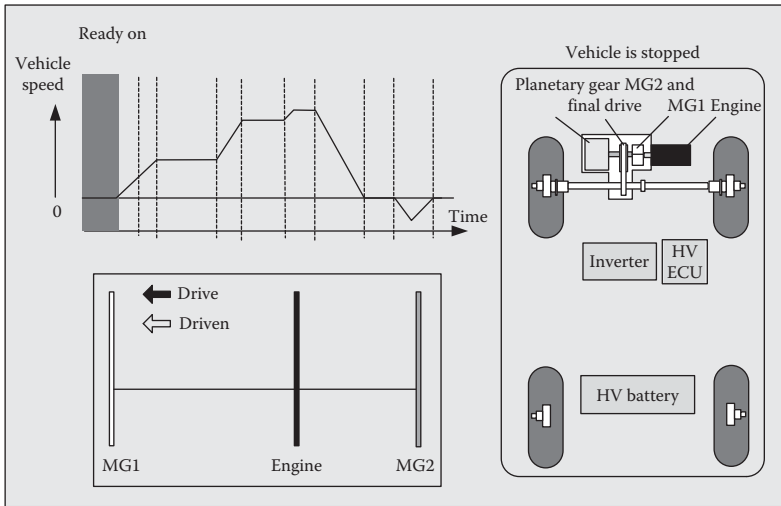 Ready on
Vehicle
speed
0
Time
Drive
Driven
MG1
Engine
MG2
Vehicle is stopped
Planetary gear MG2 and
final drive
MG1 Engine
Inverter
HV
ECU
HV battery